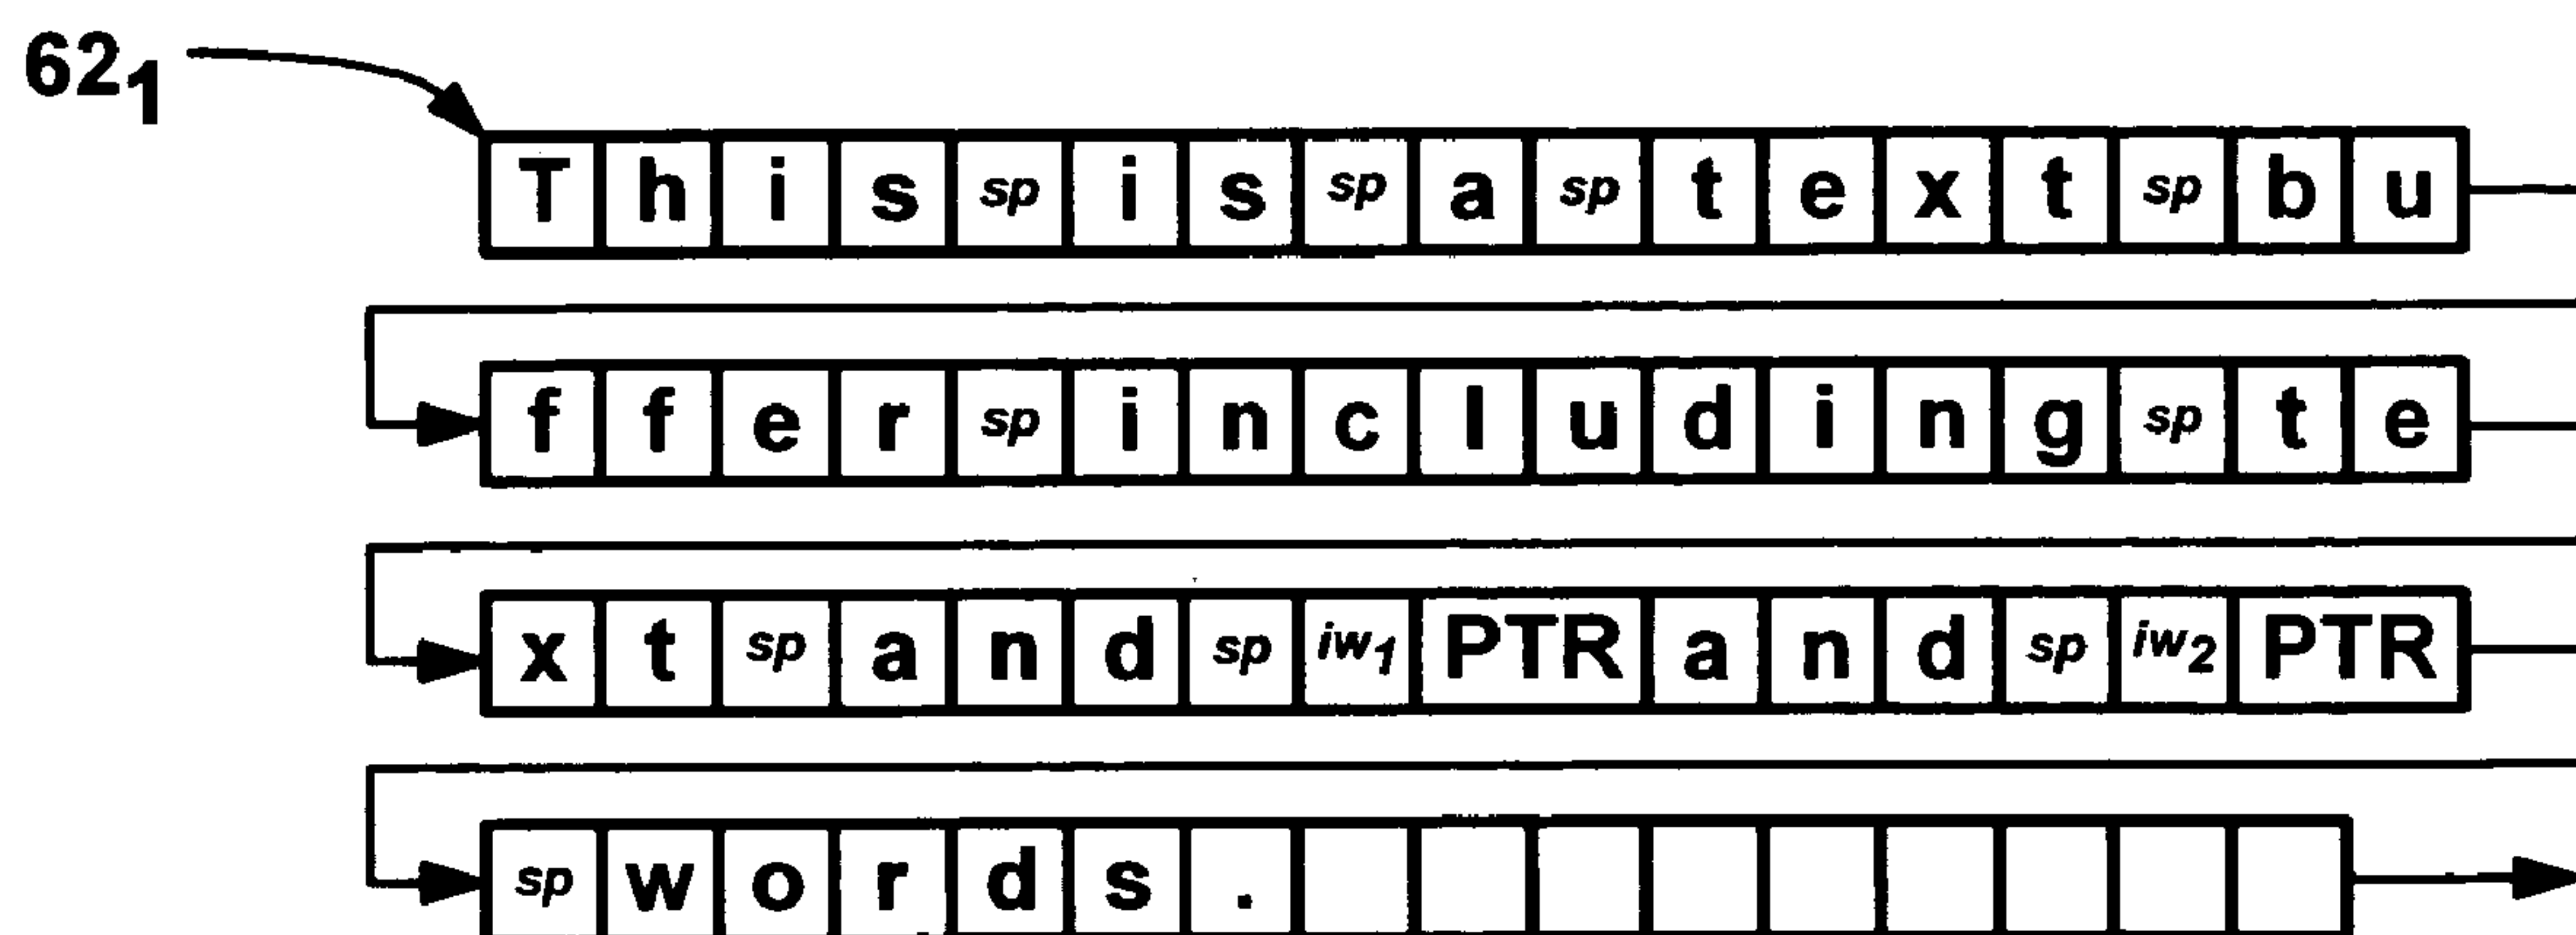 62₁
T h i s sp i s sp a sp t e x t sp b u
f f e r sp i n c l u d i n g sp t e
x t sp a n d sp iw₁ PTR a n d sp iw₂ PTR
sp w o r d s .